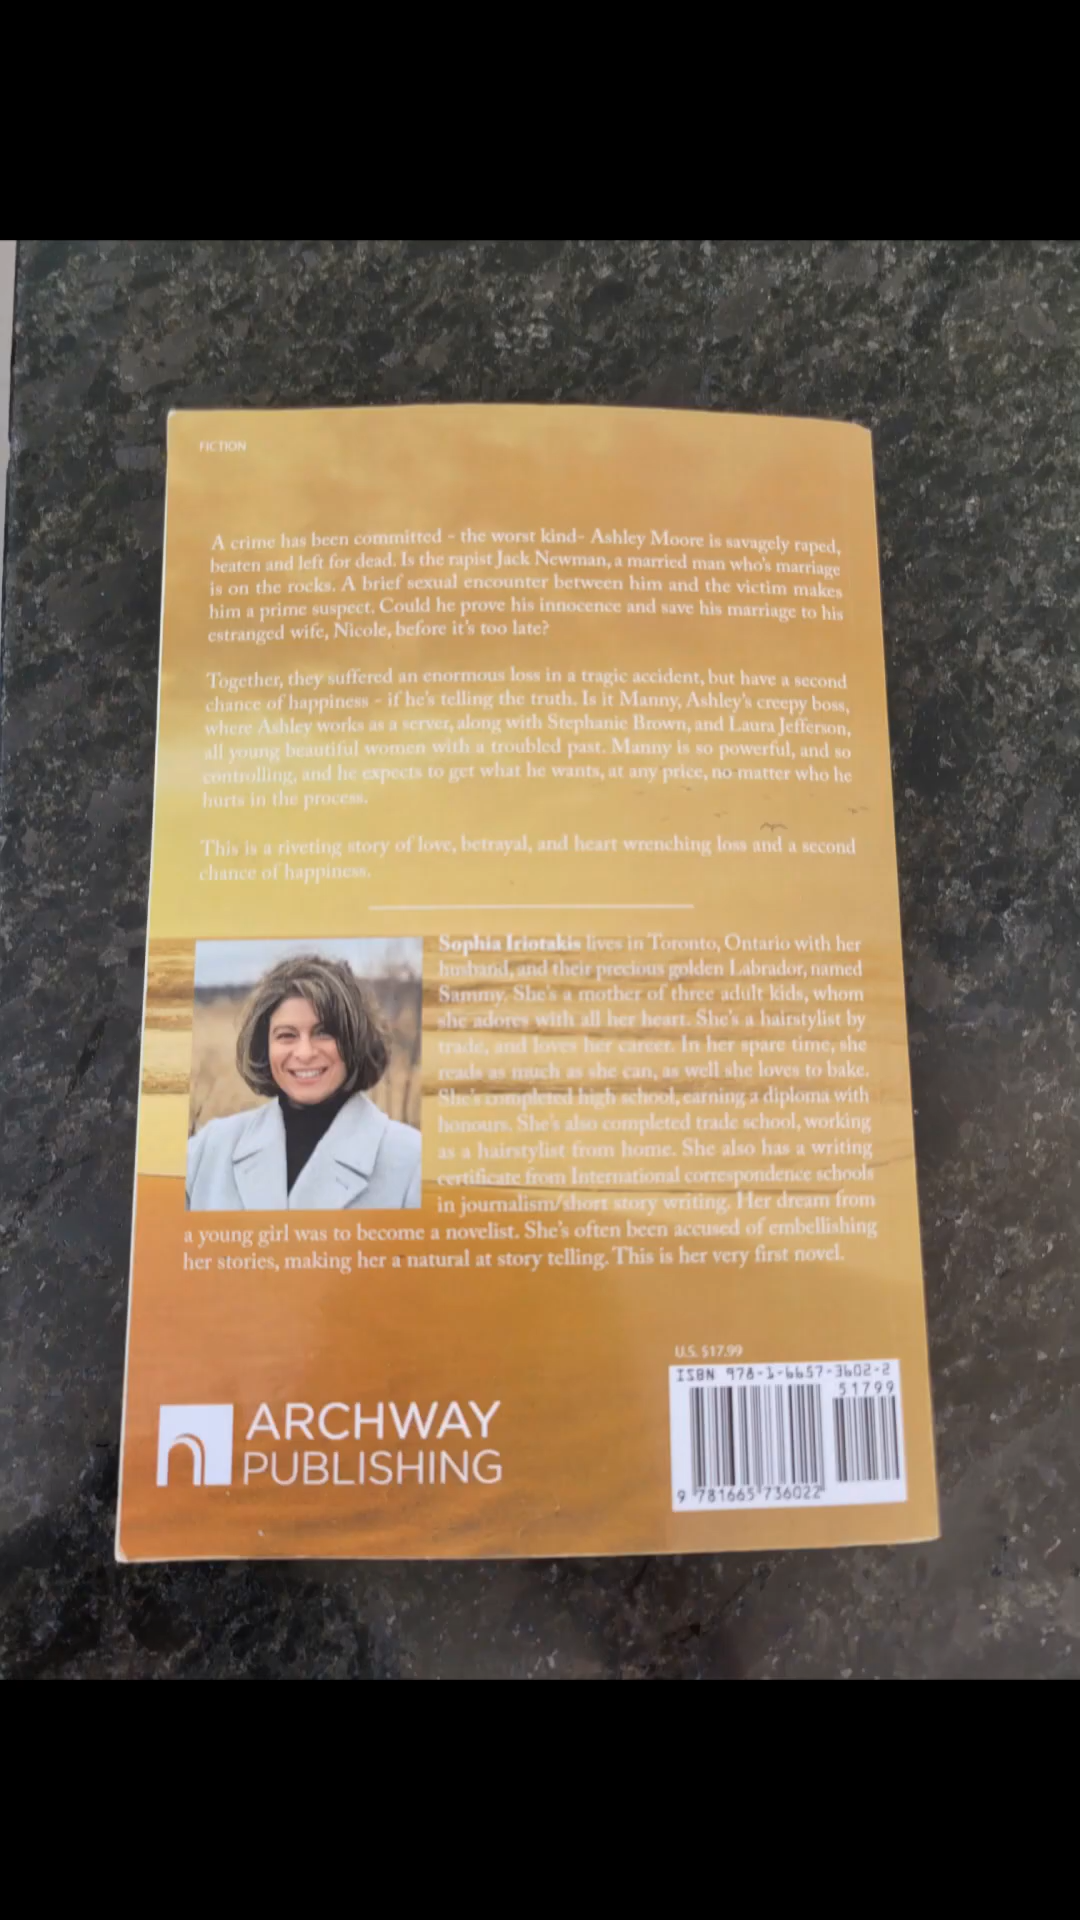 FICTION
A crime has been committed - the worst kind- Ashley Moore is savagely raped,
beaten and left for dead. Is the rapist Jack Newman, a married man who's marriage
is on the rocks. A brief sexual encounter between him and the victim makes
him a prime suspect. Could he prove his innocence and save his marriage to his
estranged wife, Nicole, before it's too late?
Together, they suffered an enormous loss in a tragic accident, but have a second
chance of happiness - if he's telling the truth. Is it Manny, Ashley's creepy boss,
where Ashley works as a server, along with Stephanie Brown, and Laura Jefferson,
all young beautiful women with a troubled past. Manny is so powerful, and so
controlling, and he expects to get what he wants, at any price, no matter who he
hurts in the process.
This is a riveting story of love, betrayal, and heart wrenching loss and a second
chance of happiness.
Sophia Iriotakis lives in Toronto, Ontario with her
husband, and their precious golden Labrador, named
Sammy. She's a mother of three adult kids, whom
she adores with all her heart. She's a hairstylist by
trade, and loves her career. In her spare time, she
reads as much as she can, as well she loves to bake.
She's completed high school, earning a diploma with
honours. She's also completed trade school, working
as a hairstylist from home. She also has a writing
certificate from International correspondence schools
in journalism/short story writing. Her dream from
a young girl was to become a novelist. She's often been accused of embellishing
her stories, making her a natural at story telling. This is her very first novel.
U.S. $17.99
ISBN 978-1-6657-3602-2
51799
9 781665 736022
ARCHWAY
PUBLISHING